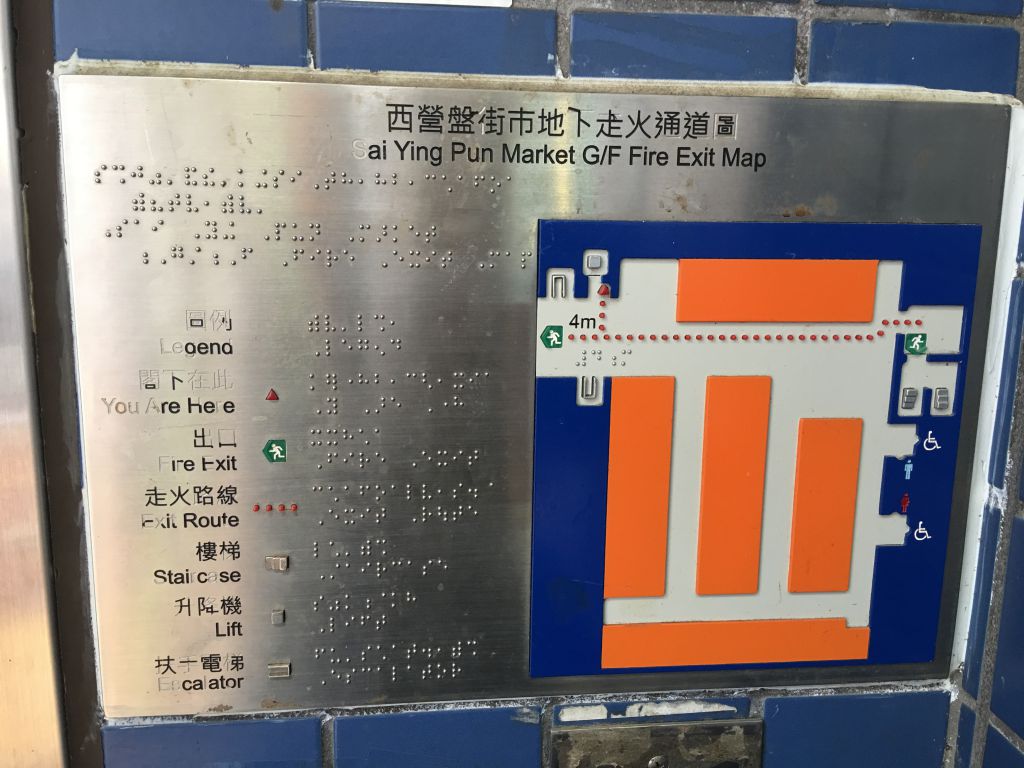 西營盤街市地下走火通道圖
Sai Ying Pun Market G/F Fire Exit Map
圖例
Legend
閣下在此
You Are Here
出口
Fire Exit
走火路線
Exit Route
樓梯
Staircase
升降機
Lift
扶手電梯
Escalator
4m